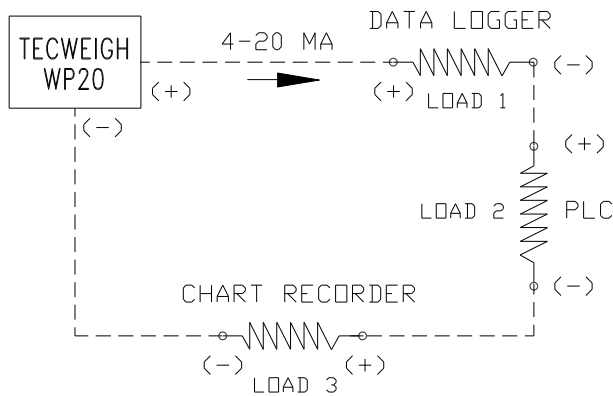 DATA LOGGER
TECWEIGH
WP20
4-20 MA
(+)
(-)
(+)
LOAD 1
(-)
(+)
LOAD 2
PLC
(-)
CHART RECORDER
(-)
(+)
LOAD 3